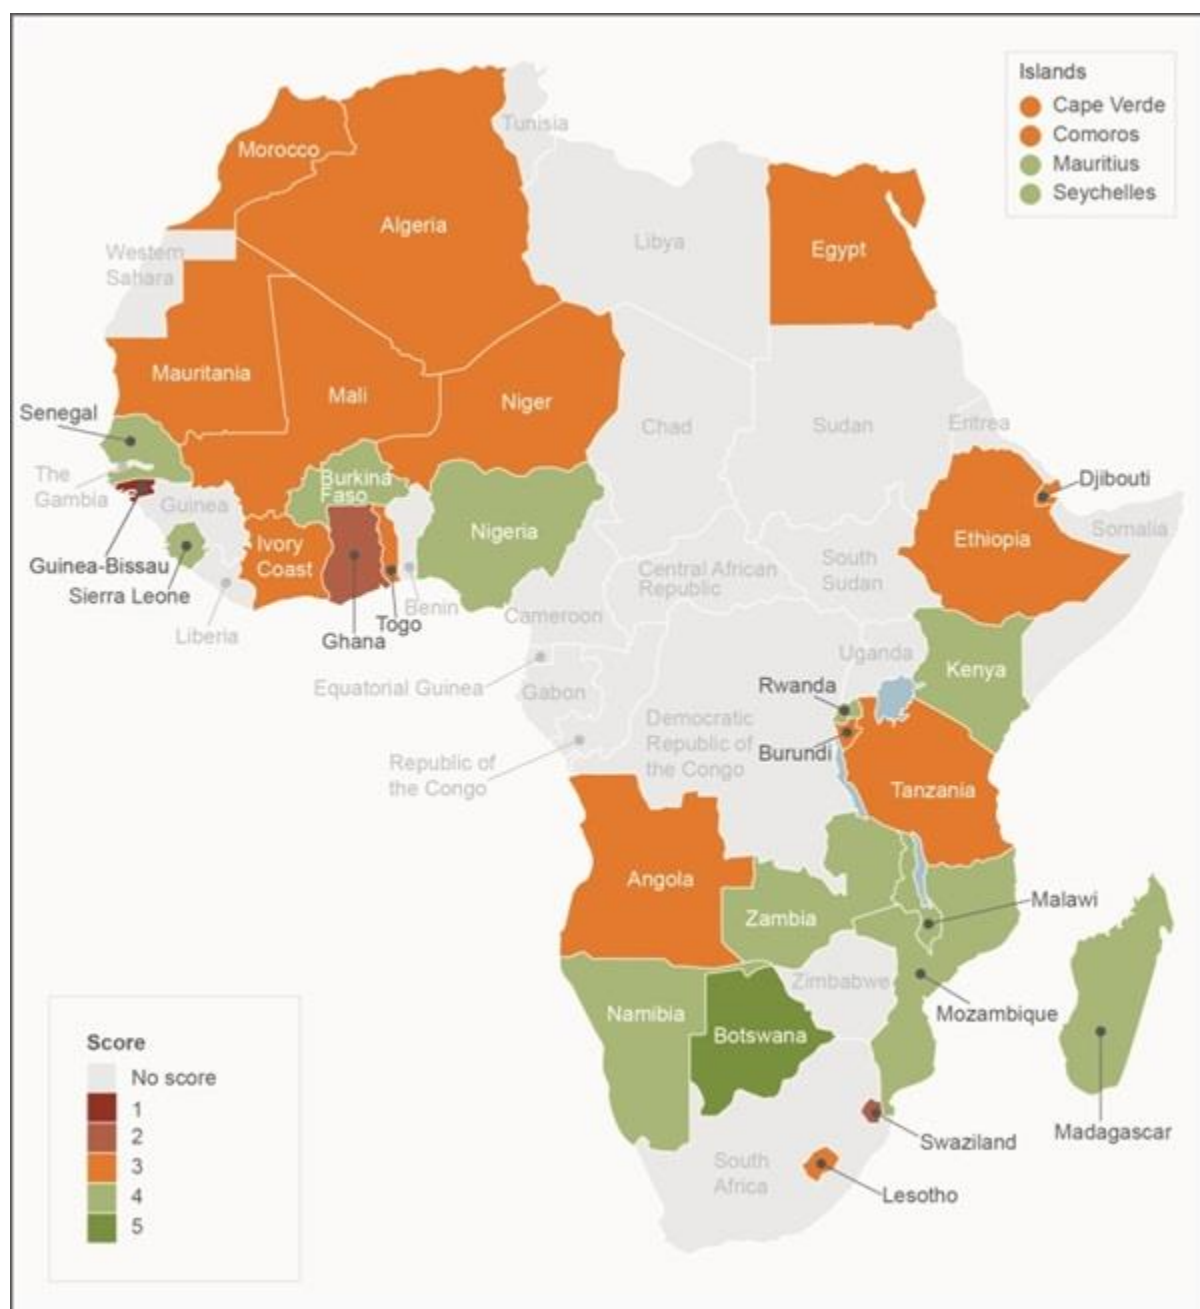 Islands
Cape Verde
Comoros
Mauritius
Seychelles
Tunisia
Morocco
Algeria
Libya
Egypt
Western
Sahara
Mauritania
Mali
Niger
Chad
Sudan
Eritrea
Senegal
The
Gambia
Guinea
Burkina
Faso
Nigeria
Djibouti
Ethiopia
Somalia
Guinea-Bissau
Sierra Leone
Ivory
Coast
Liberia
Ghana
Togo
Benin
Cameroon
Central African
Republic
South
Sudan
Equatorial Guinea
Gabon
Uganda
Kenya
Rwanda
Burundi
Republic of
the Congo
Democratic
Republic of
the Congo
Tanzania
Angola
Zambia
Malawi
Zimbabwe
Mozambique
Namibia
Botswana
Madagascar
Swaziland
South
Africa
Lesotho
Score
No score
1
2
3
4
5